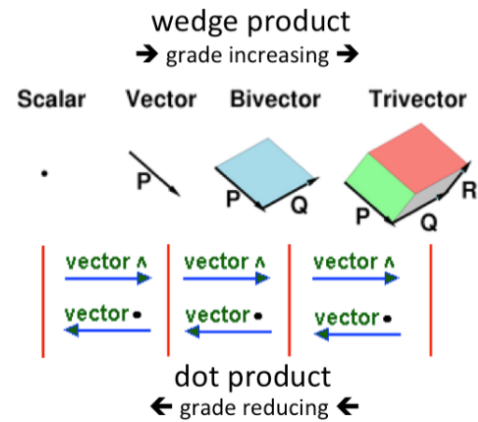 wedge product
→ grade increasing →
Scalar Vector Bivector Trivector
P P Q P Q R
vector ∧ vector ∧ vector ∧
vector • vector • vector •
dot product
← grade reducing ←